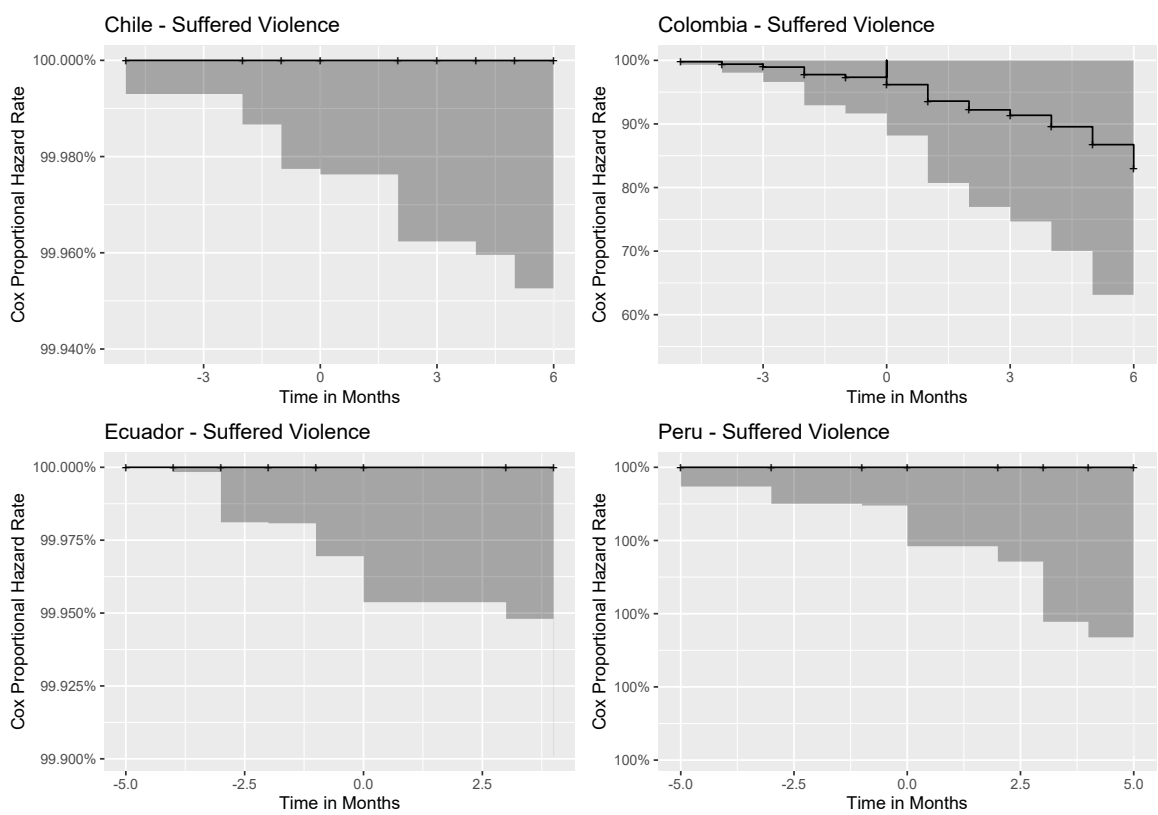 Chile - Suffered Violence
Cox Proportional Hazard Rate
100.000%
99.980%
99.960%
99.940%
-3 0 3 6
Time in Months
Colombia - Suffered Violence
Cox Proportional Hazard Rate
100%
90%
80%
70%
60%
-3 0 3 6
Time in Months
Ecuador - Suffered Violence
Cox Proportional Hazard Rate
100.000%
99.975%
99.950%
99.925%
99.900%
-5.0 -2.5 0.0 2.5
Time in Months
Peru - Suffered Violence
Cox Proportional Hazard Rate
100%
100%
100%
100%
100%
-5.0 -2.5 0.0 2.5 5.0
Time in Months